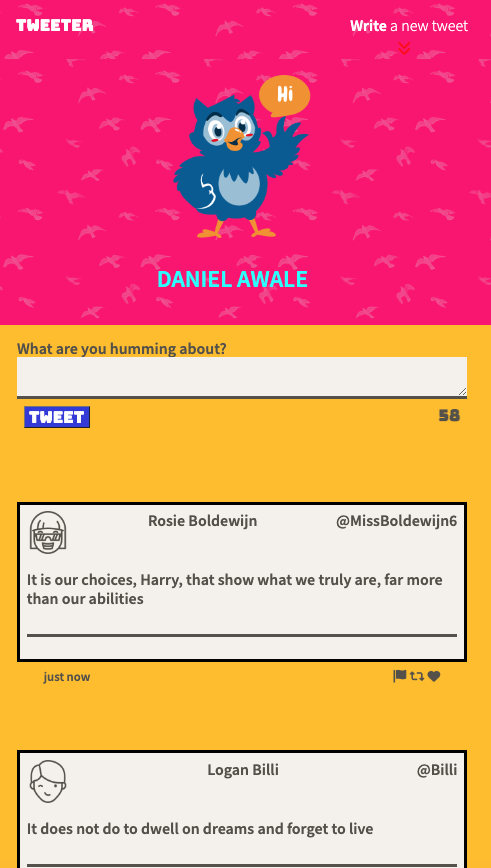 TWEETER
Write a new tweet
Hi
DANIEL AWALE
What are you humming about?
TWEET
58
Rosie Boldewijn
@MissBoldewijn6
It is our choices, Harry, that show what we truly are, far more
than our abilities
just now
Logan Billi
@Billi
It does not do to dwell on dreams and forget to live